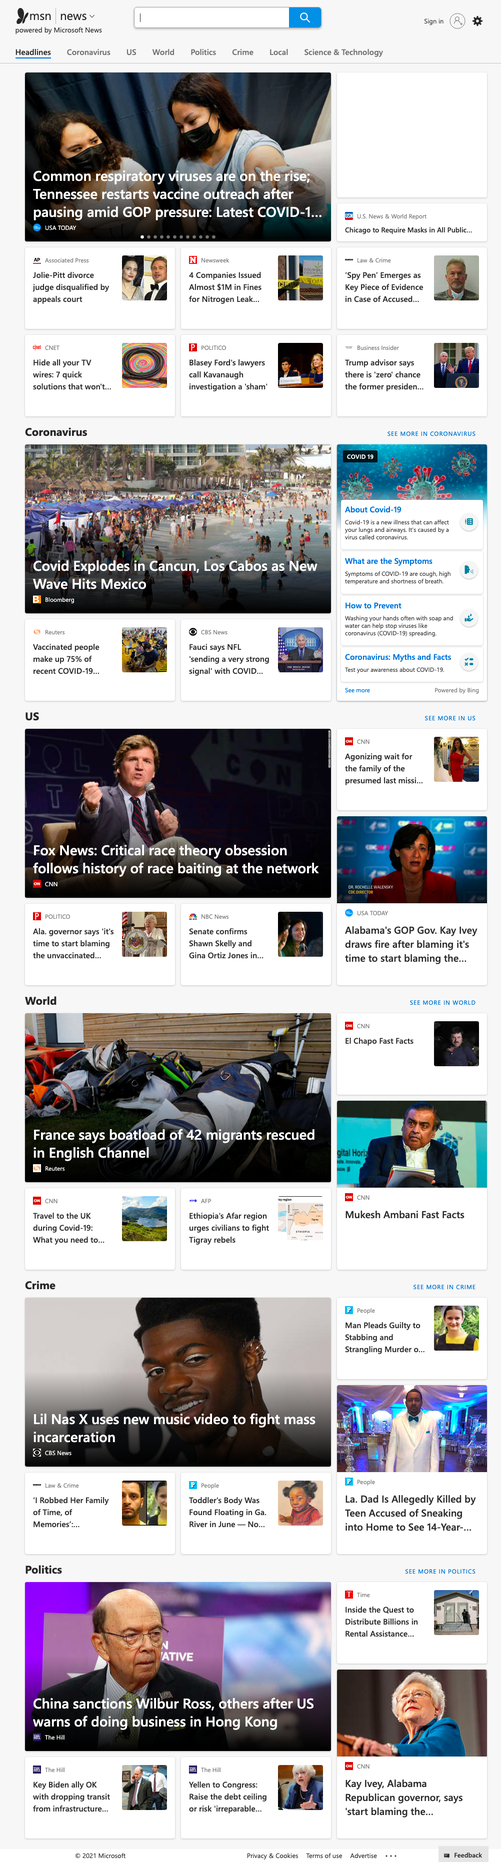 msn | news
powered by Microsoft News
Sign in
Headlines Coronavirus US World Politics Crime Local Science & Technology
Common respiratory viruses are on the rise;
Tennessee restarts vaccine outreach after
pausing amid GOP pressure: Latest COVID-1...
USA TODAY
U.S. News & World Report
Chicago to Require Masks in All Public...
AP Associated Press
Jolie-Pitt divorce
judge disqualified by
appeals court
Newsweek
4 Companies Issued
Almost $1M in Fines
for Nitrogen Leak...
Law & Crime
'Spy Pen' Emerges as
Key Piece of Evidence
in Case of Accused...
CNET
Hide all your TV
wires: 7 quick
solutions that won't...
POLITICO
Blasey Ford's lawyers
call Kavanaugh
investigation a 'sham'
Business Insider
Trump advisor says
there is 'zero' chance
the former presiden...
Coronavirus
SEE MORE IN CORONAVIRUS
Covid Explodes in Cancun, Los Cabos as New
Wave Hits Mexico
Bloomberg
COVID 19
About Covid-19
Covid-19 is a new illness that can affect
your lungs and airways. It's caused by a
virus called coronavirus.
What are the Symptoms
Symptoms of COVID-19 are cough, high
temperature and shortness of breath.
How to Prevent
Washing your hands often with soap and
water can help stop viruses like
coronavirus (COVID-19) spreading.
Coronavirus: Myths and Facts
Test your awareness about COVID-19.
See more
Powered by Bing
Reuters
Vaccinated people
make up 75% of
recent COVID-19...
CBS News
Fauci says NFL
'sending a very strong
signal' with COVID...
US
SEE MORE IN US
Fox News: Critical race theory obsession
follows history of race baiting at the network
CNN
CNN
Agonizing wait for
the family of the
presumed last missi...
DR. ROCHELLE WALENSKY
CDC DIRECTOR
USA TODAY
Alabama's GOP Gov. Kay Ivey
draws fire after blaming it's
time to start blaming the...
POLITICO
Ala. governor says 'it's
time to start blaming
the unvaccinated...
NBC News
Senate confirms
Shawn Skelly and
Gina Ortiz Jones in...
World
SEE MORE IN WORLD
France says boatload of 42 migrants rescued
in English Channel
Reuters
CNN
El Chapo Fast Facts
CNN
Mukesh Ambani Fast Facts
CNN
Travel to the UK
during Covid-19:
What you need to...
AFP
Ethiopia's Afar region
urges civilians to fight
Tigray rebels
Crime
SEE MORE IN CRIME
Lil Nas X uses new music video to fight mass
incarceration
CBS News
People
Man Pleads Guilty to
Stabbing and
Strangling Murder o...
People
La. Dad Is Allegedly Killed by
Teen Accused of Sneaking
into Home to See 14-Year-...
Law & Crime
'I Robbed Her Family
of Time, of
Memories':...
People
Toddler's Body Was
Found Floating in Ga.
River in June — No...
Politics
SEE MORE IN POLITICS
China sanctions Wilbur Ross, others after US
warns of doing business in Hong Kong
The Hill
Time
Inside the Quest to
Distribute Billions in
Rental Assistance...
CNN
Kay Ivey, Alabama
Republican governor, says
'start blaming the...
The Hill
Key Biden ally OK
with dropping transit
from infrastructure...
The Hill
Yellen to Congress:
Raise the debt ceiling
or risk 'irreparable...
© 2021 Microsoft
Privacy & Cookies Terms of use Advertise ...
Feedback